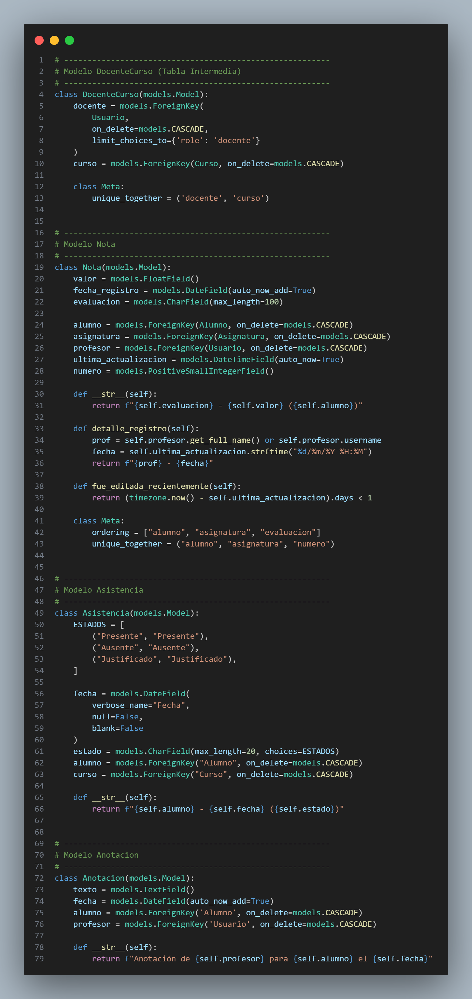 1 # ---------------------------------------------------------
2 # Modelo DocenteCurso (Tabla Intermedia)
3 # ---------------------------------------------------------
4 class DocenteCurso(models.Model):
5     docente = models.ForeignKey(
6         Usuario,
7         on_delete=models.CASCADE,
8         limit_choices_to={'role': 'docente'}
9     )
10     curso = models.ForeignKey(Curso, on_delete=models.CASCADE)
11
12     class Meta:
13         unique_together = ('docente', 'curso')
14
15
16 # ---------------------------------------------------------
17 # Modelo Nota
18 # ---------------------------------------------------------
19 class Nota(models.Model):
20     valor = models.FloatField()
21     fecha_registro = models.DateField(auto_now_add=True)
22     evaluacion = models.CharField(max_length=100)
23
24     alumno = models.ForeignKey(Alumno, on_delete=models.CASCADE)
25     asignatura = models.ForeignKey(Asignatura, on_delete=models.CASCADE)
26     profesor = models.ForeignKey(Usuario, on_delete=models.CASCADE)
27     ultima_actualizacion = models.DateTimeField(auto_now=True)
28     numero = models.PositiveSmallIntegerField()
29
30     def __str__(self):
31         return f"{self.evaluacion} - {self.valor} ({self.alumno})"
32
33     def detalle_registro(self):
34         prof = self.profesor.get_full_name() or self.profesor.username
35         fecha = self.ultima_actualizacion.strftime("%d/%m/%Y %H:%M")
36         return f"{prof} · {fecha}"
37
38     def fue_editada_recientemente(self):
39         return (timezone.now() - self.ultima_actualizacion).days < 1
40
41     class Meta:
42         ordering = ["alumno", "asignatura", "evaluacion"]
43         unique_together = ("alumno", "asignatura", "numero")
44
45
46 # ---------------------------------------------------------
47 # Modelo Asistencia
48 # ---------------------------------------------------------
49 class Asistencia(models.Model):
50     ESTADOS = [
51         ("Presente", "Presente"),
52         ("Ausente", "Ausente"),
53         ("Justificado", "Justificado"),
54     ]
55
56     fecha = models.DateField(
57         verbose_name="Fecha",
58         null=False,
59         blank=False
60     )
61     estado = models.CharField(max_length=20, choices=ESTADOS)
62     alumno = models.ForeignKey("Alumno", on_delete=models.CASCADE)
63     curso = models.ForeignKey("Curso", on_delete=models.CASCADE)
64
65     def __str__(self):
66         return f"{self.alumno} - {self.fecha} ({self.estado})"
67
68
69 # ---------------------------------------------------------
70 # Modelo Anotacion
71 # ---------------------------------------------------------
72 class Anotacion(models.Model):
73     texto = models.TextField()
74     fecha = models.DateField(auto_now_add=True)
75     alumno = models.ForeignKey('Alumno', on_delete=models.CASCADE)
76     profesor = models.ForeignKey('Usuario', on_delete=models.CASCADE)
77
78     def __str__(self):
79         return f"Anotación de {self.profesor} para {self.alumno} el {self.fecha}"